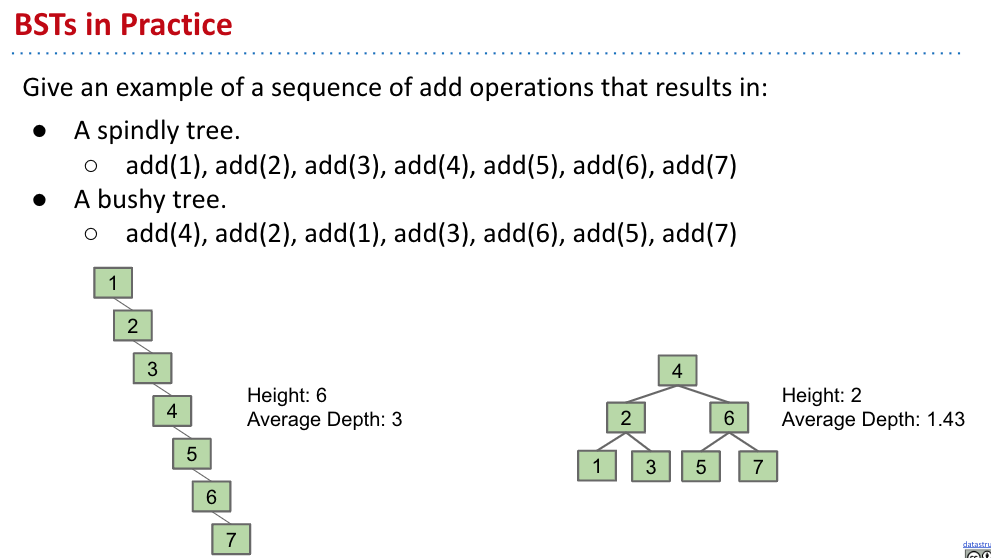 BSTs in Practice
Give an example of a sequence of add operations that results in:
● A spindly tree.
○ add(1), add(2), add(3), add(4), add(5), add(6), add(7)
● A bushy tree.
○ add(4), add(2), add(1), add(3), add(6), add(5), add(7)
1
2
3
4
5
6
7
Height: 6
Average Depth: 3
4
2 6
1 3 5 7
Height: 2
Average Depth: 1.43
datastru